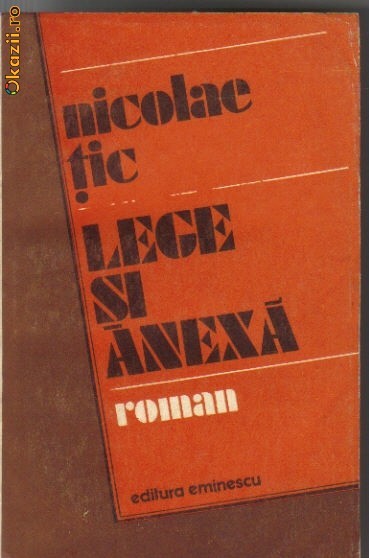 Okazii.ro
nicolae
țic
LEGE
ȘI
ANEXĂ
roman
editura eminescu